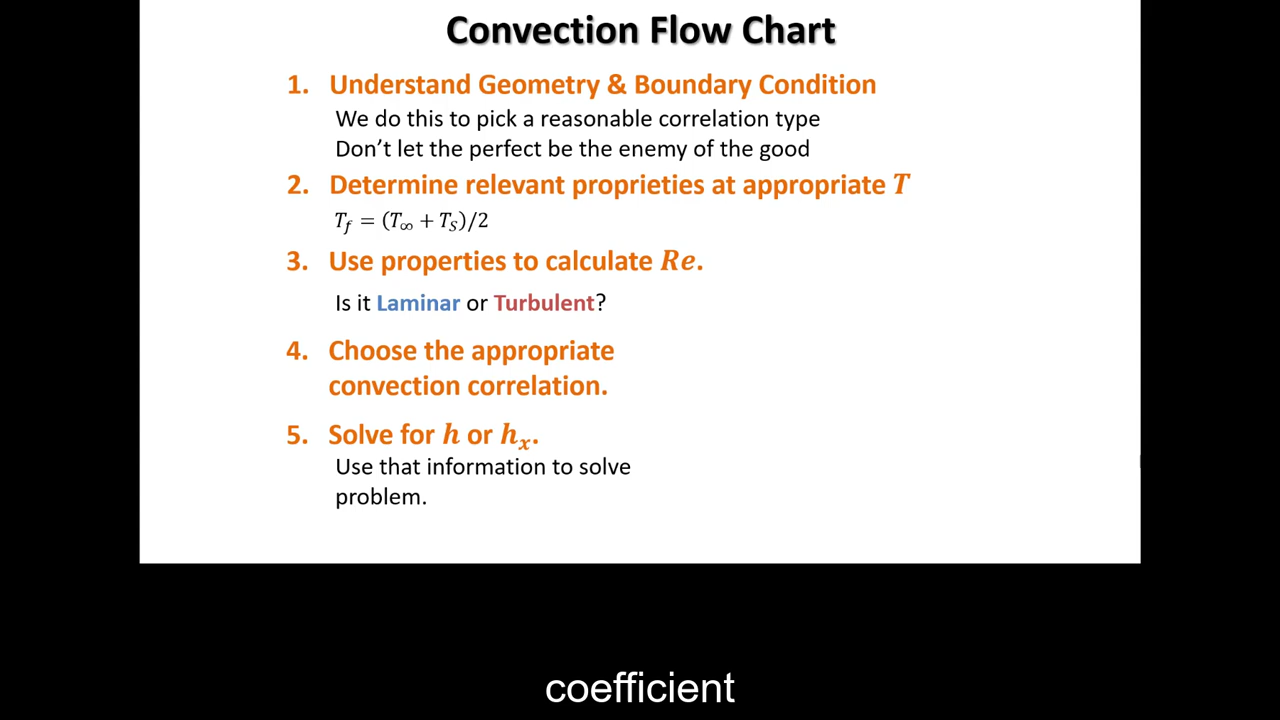 Convection Flow Chart
1. Understand Geometry & Boundary Condition
We do this to pick a reasonable correlation type
Don't let the perfect be the enemy of the good
2. Determine relevant proprieties at appropriate T
T_f = (T_∞ + T_S)/2
3. Use properties to calculate Re.
Is it Laminar or Turbulent?
4. Choose the appropriate
convection correlation.
5. Solve for h or h_x.
Use that information to solve
problem.
coefficient